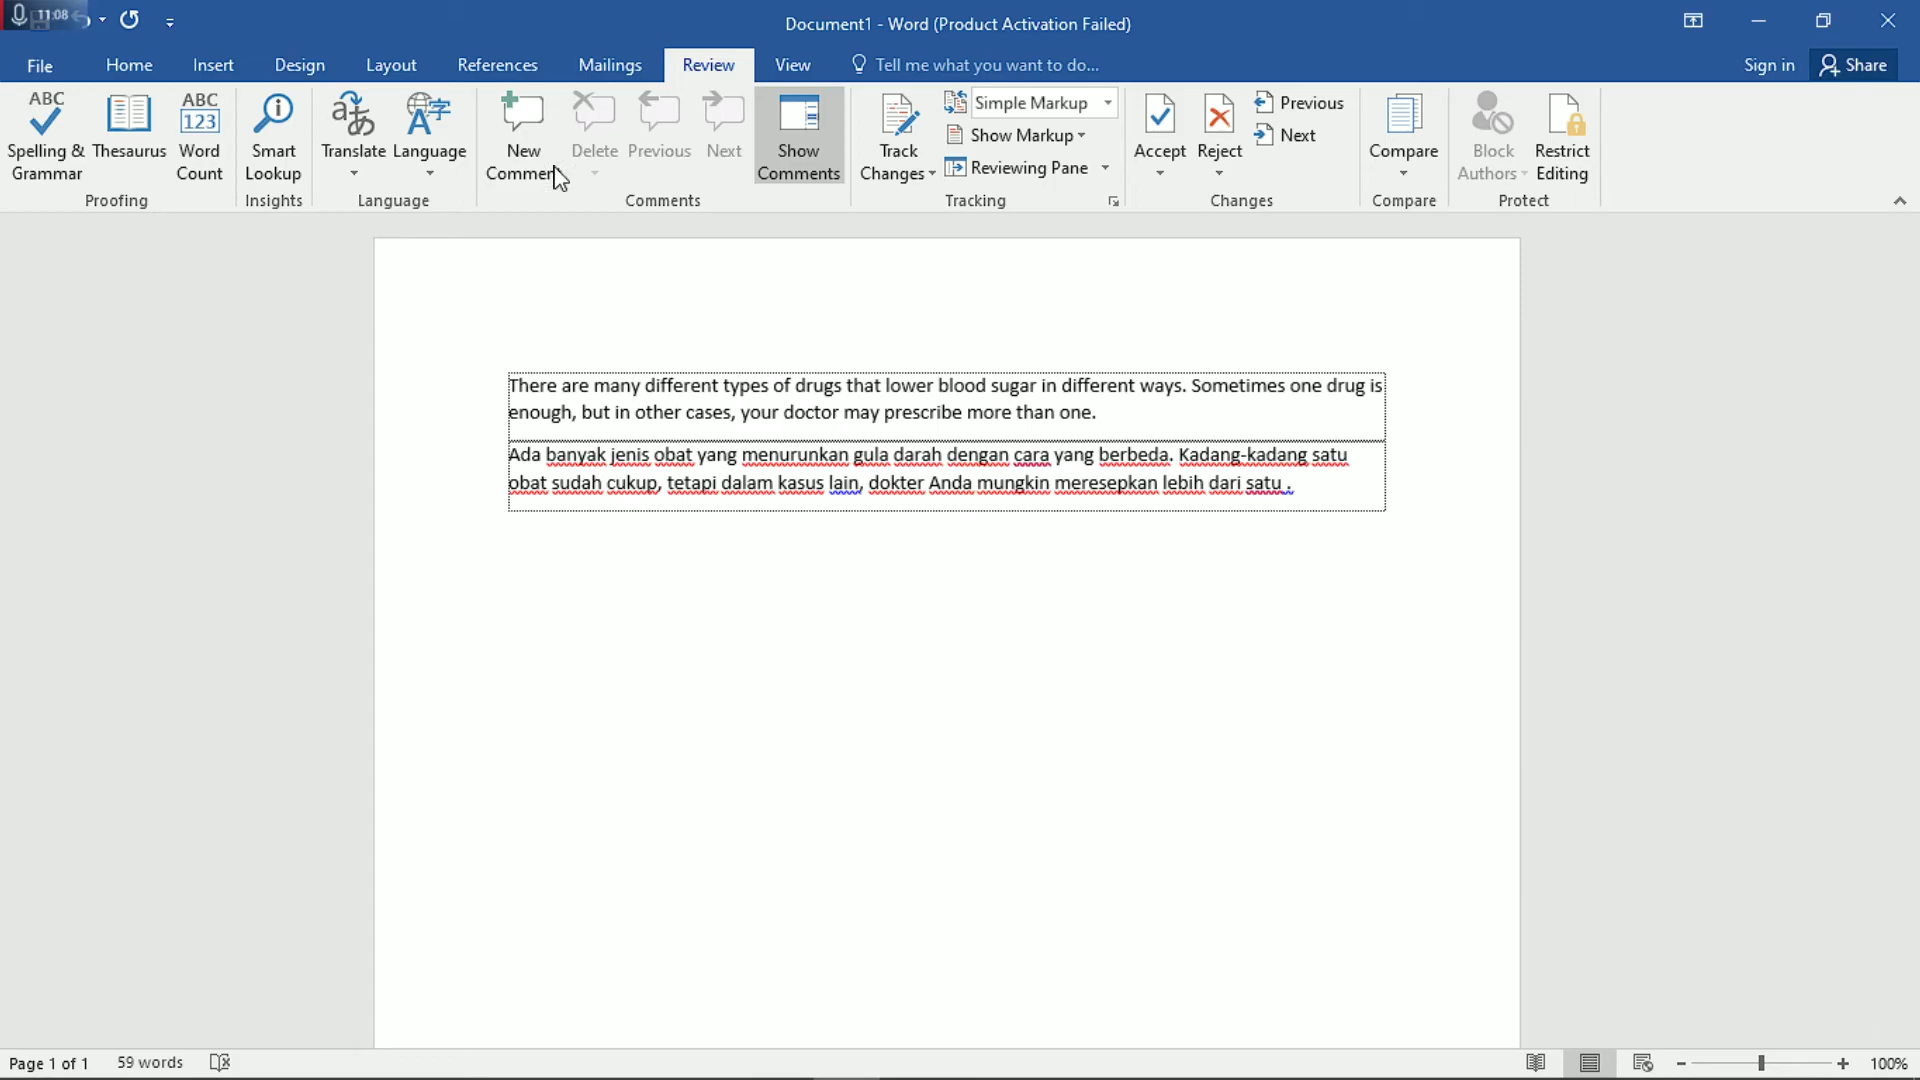 11:08
Document1 - Word (Product Activation Failed)
File Home Insert Design Layout References Mailings Review View Tell me what you want to do... Sign in Share
ABC
Spelling &
Grammar
Thesaurus
ABC
123
Word
Count
Proofing
Smart
Lookup
Insights
Translate
Language
Language
New
Commen
Delete
Previous
Next
Show
Comments
Comments
Track
Changes
Simple Markup
Show Markup
Reviewing Pane
Tracking
Accept
Reject
Previous
Next
Changes
Compare
Compare
Block
Authors
Restrict
Editing
Protect
There are many different types of drugs that lower blood sugar in different ways. Sometimes one drug is
enough, but in other cases, your doctor may prescribe more than one.
Ada banyak jenis obat yang menurunkan gula darah dengan cara yang berbeda. Kadang-kadang satu
obat sudah cukup, tetapi dalam kasus lain, dokter Anda mungkin meresepkan lebih dari satu .
Page 1 of 1 59 words 100%